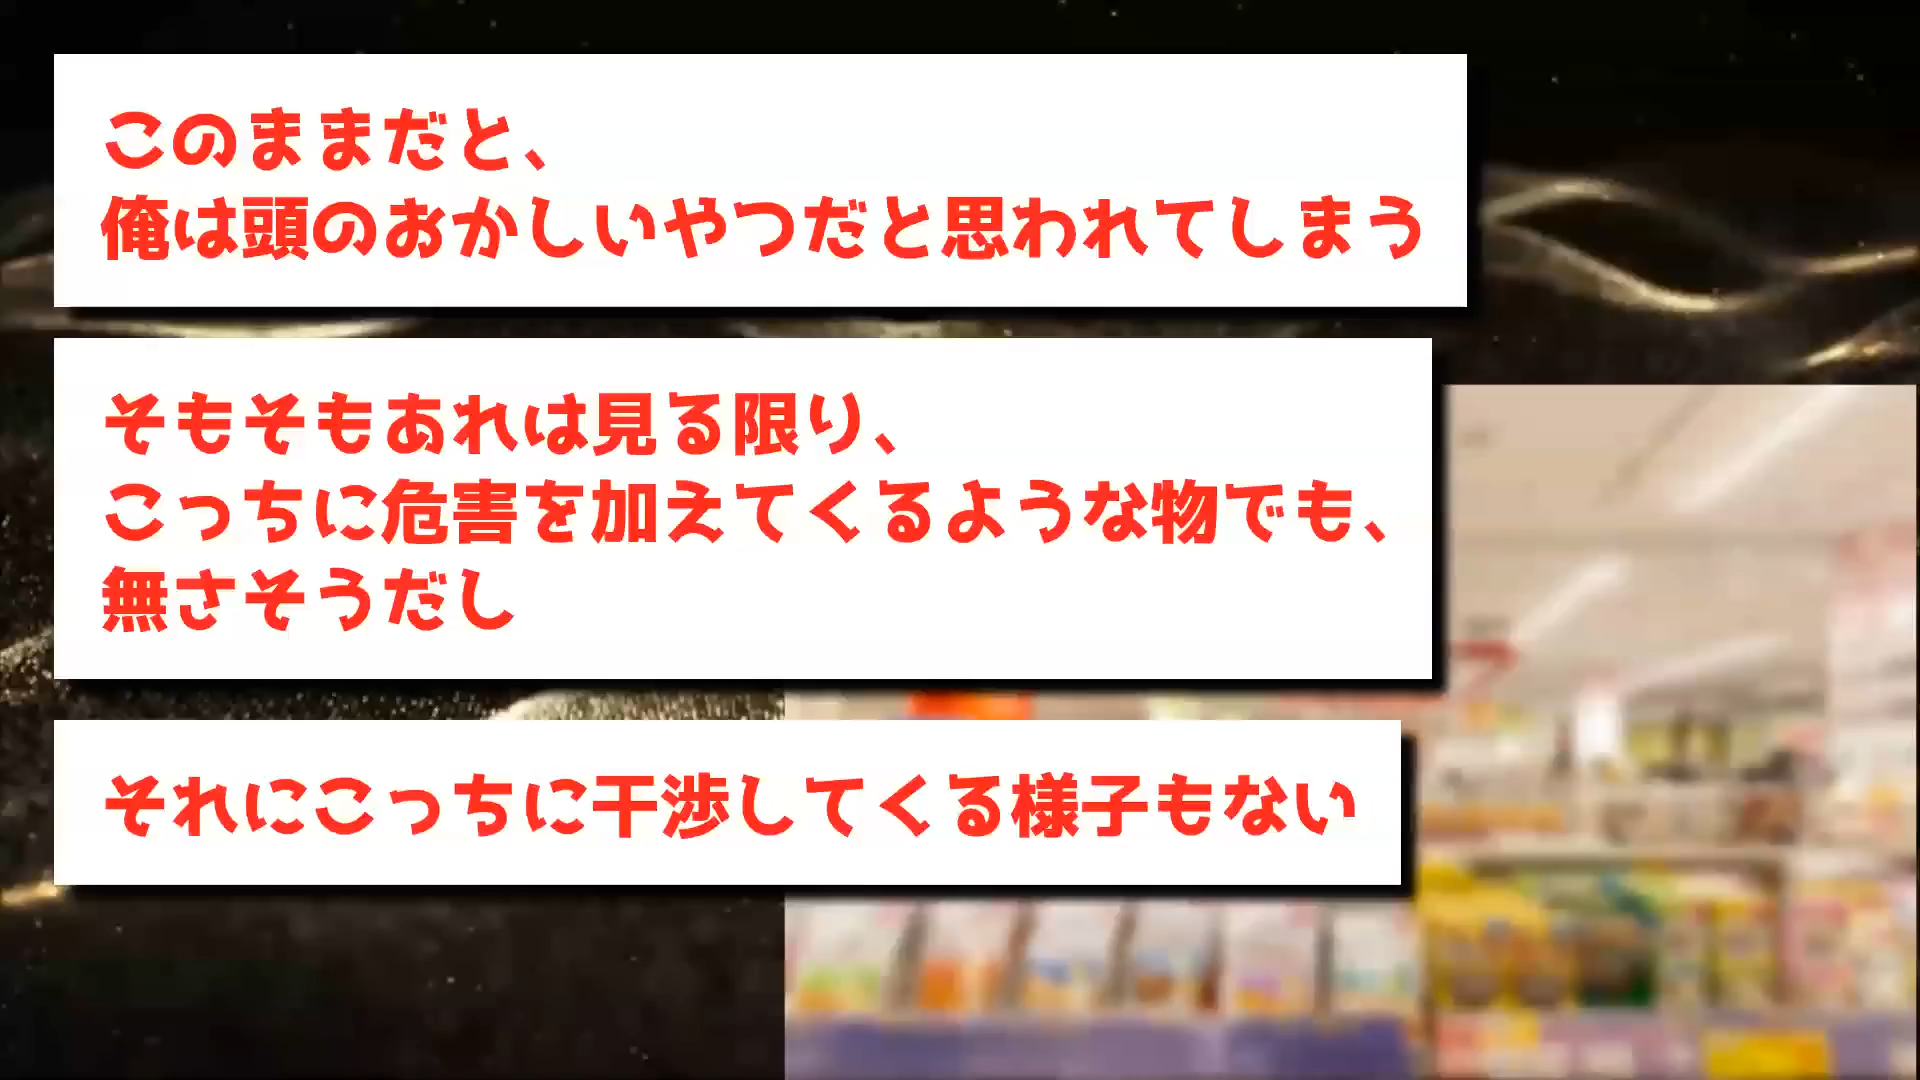 このままだと、
俺は頭のおかしいやつだと思われてしまう
そもそもあれは見る限り、
こっちに危害を加えてくるような物でも、
無さそうだし
それにこっちに干渉してくる様子もない